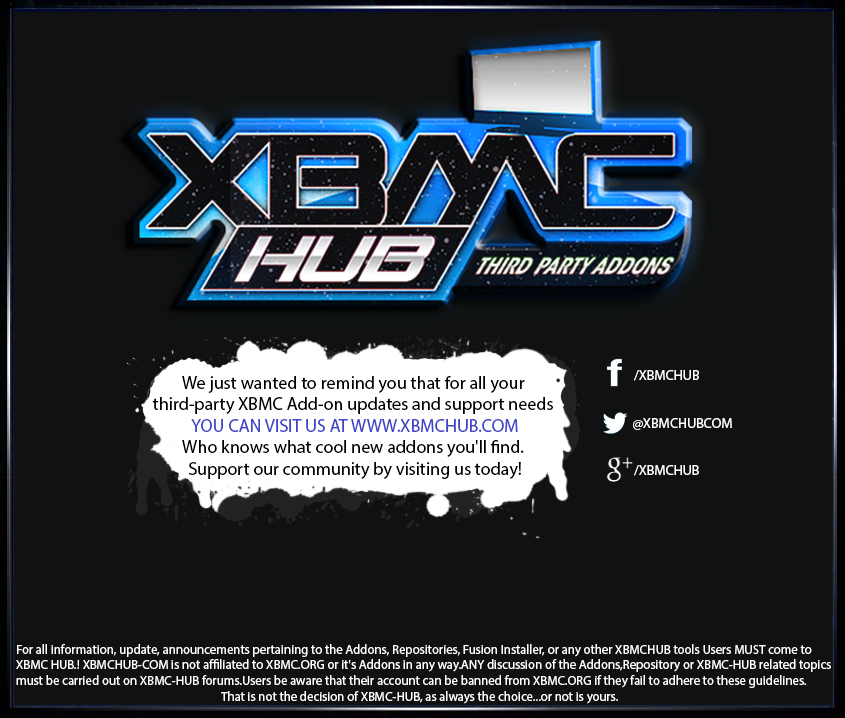 XBMC
HUB
THIRD PARTY ADDONS
We just wanted to remind you that for all your
third-party XBMC Add-on updates and support needs
YOU CAN VISIT US AT WWW.XBMCHUB.COM
Who knows what cool new addons you'll find.
Support our community by visiting us today!
f /XBMCHUB
@XBMCHUBCOM
g+ /XBMCHUB
For all information, update, announcements pertaining to the Addons, Repositories, Fusion Installer, or any other XBMCHUB tools Users MUST come to
XBMC HUB.! XBMCHUB-COM is not affiliated to XBMC.ORG or it's Addons in any way.ANY discussion of the Addons,Repository or XBMC-HUB related topics
must be carried out on XBMC-HUB forums.Users be aware that their account can be banned from XBMC.ORG if they fail to adhere to these guidelines.
That is not the decision of XBMC-HUB, as always the choice...or not is yours.